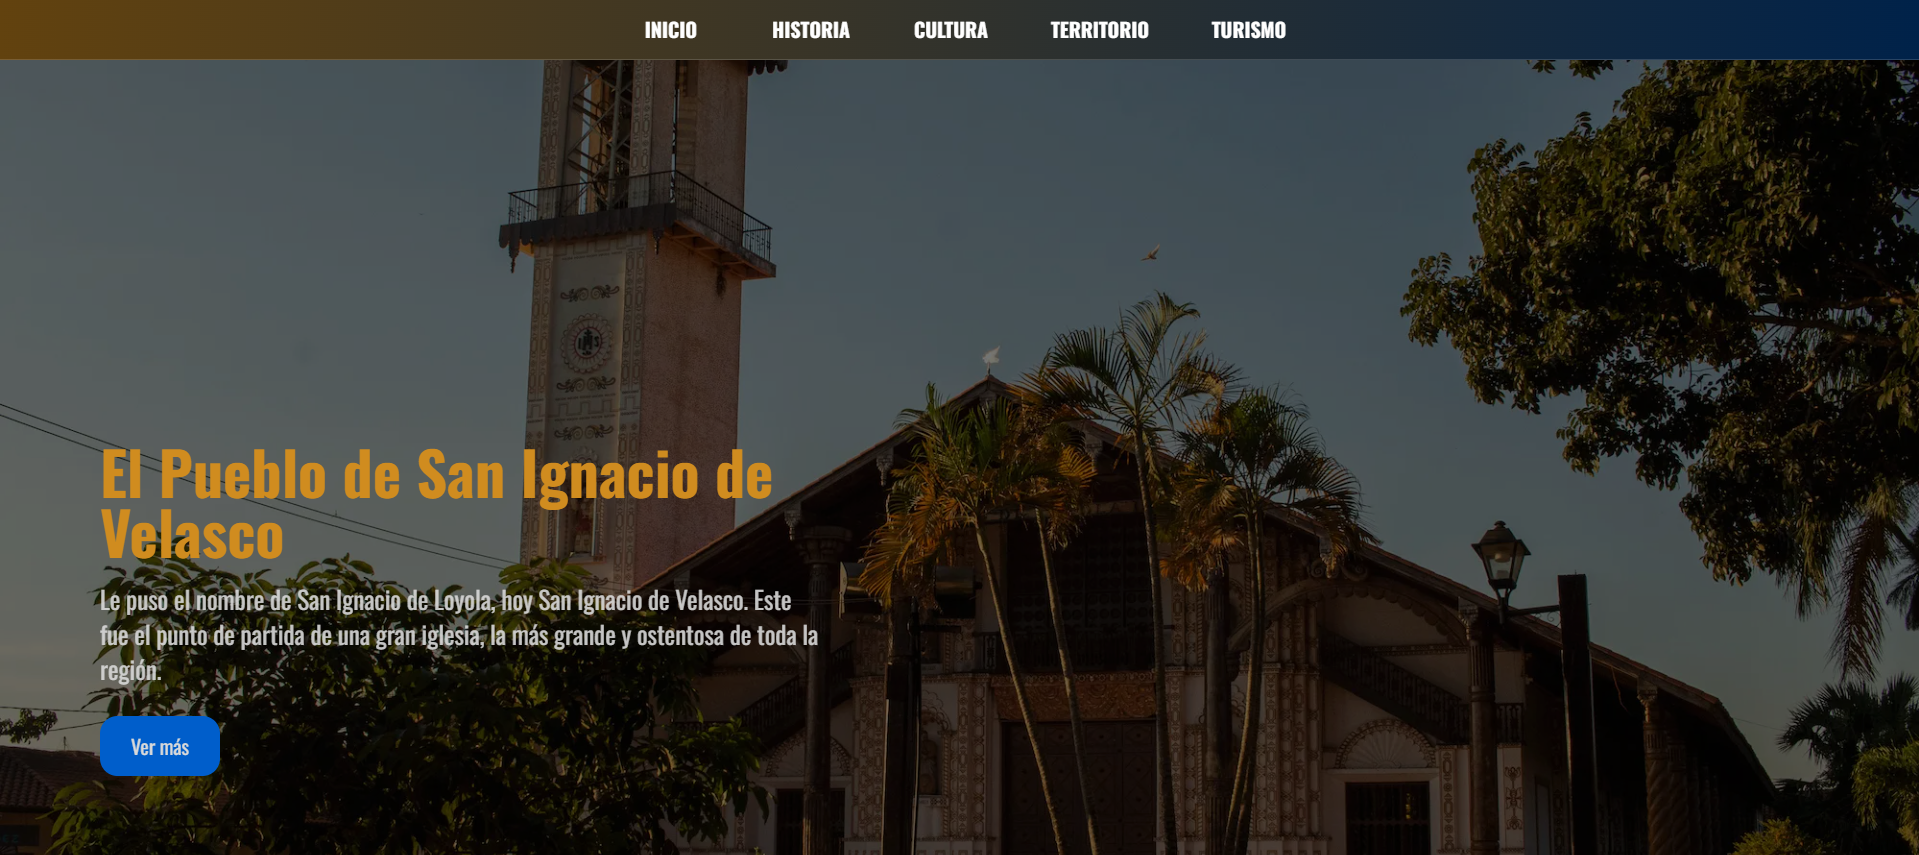 INICIO HISTORIA CULTURA TERRITORIO TURISMO
IHS
El Pueblo de San Ignacio de
Velasco
Le puso el nombre de San Ignacio de Loyola, hoy San Ignacio de Velasco. Este
fue el punto de partida de una gran iglesia, la más grande y ostentosa de toda la
región.
Ver más